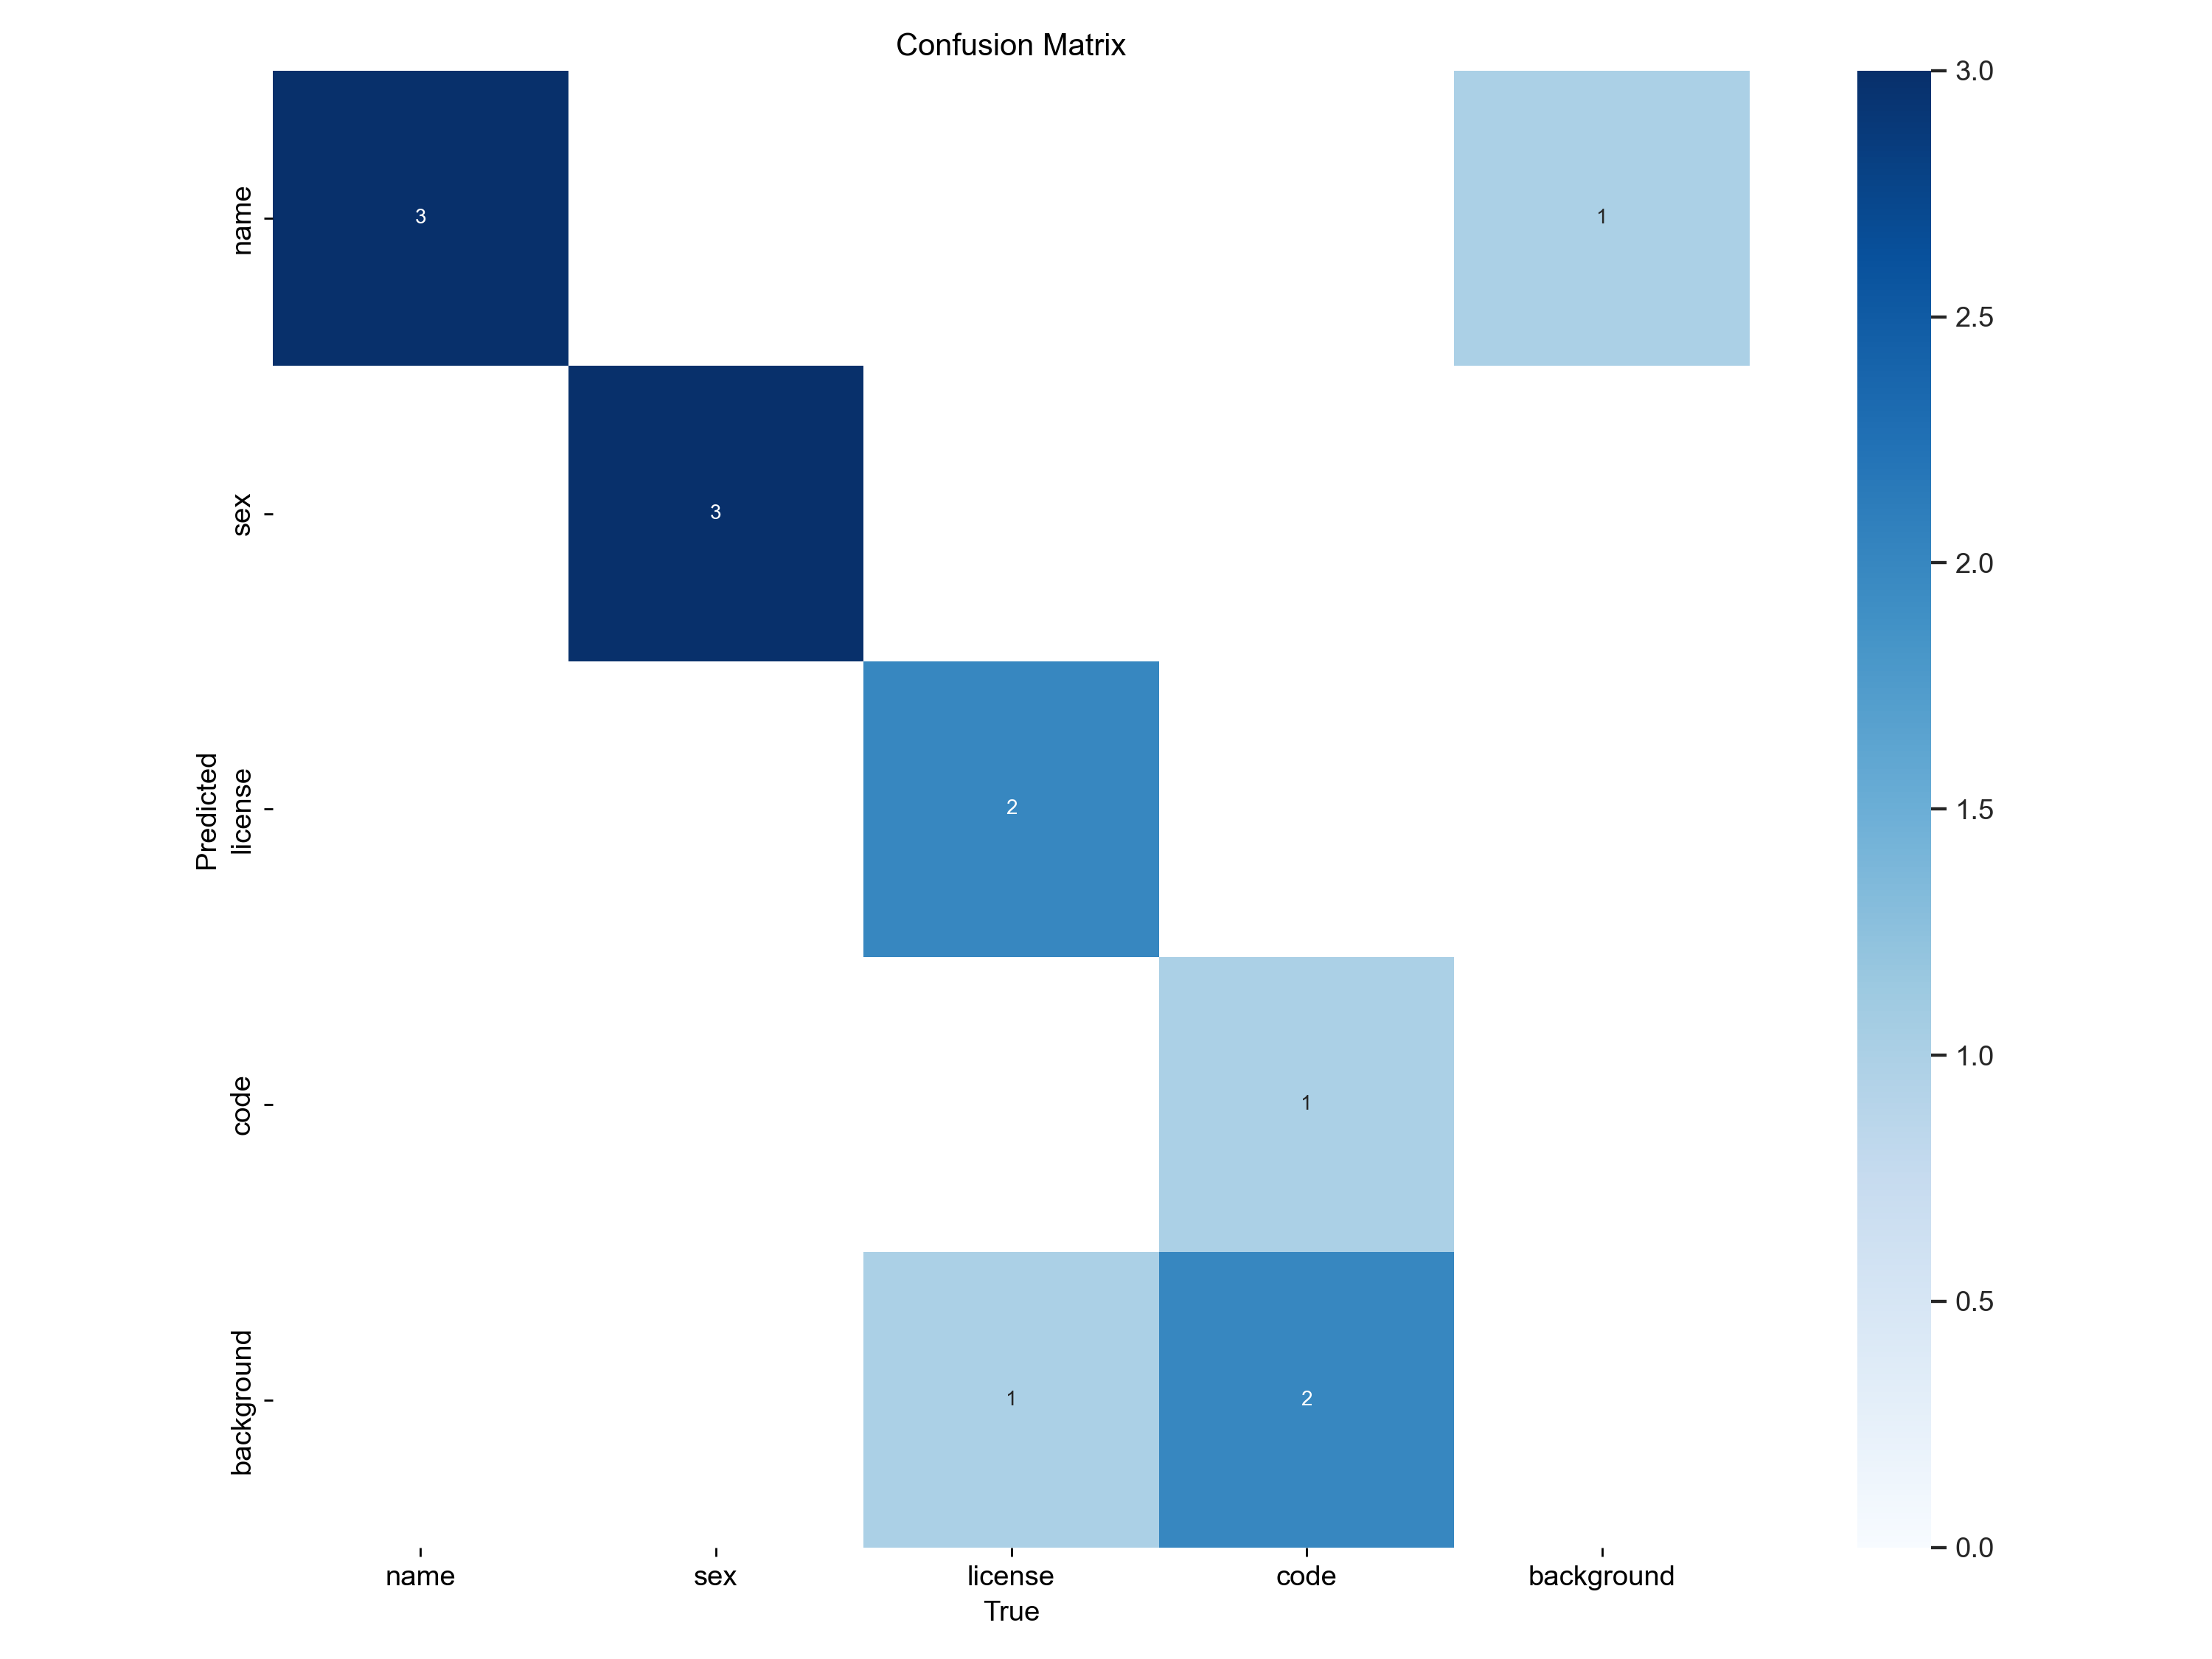 Confusion Matrix
name
sex
license
code
background
Predicted
3
1
3
2
1
1
2
name
sex
license
code
background
True
3.0
2.5
2.0
1.5
1.0
0.5
0.0